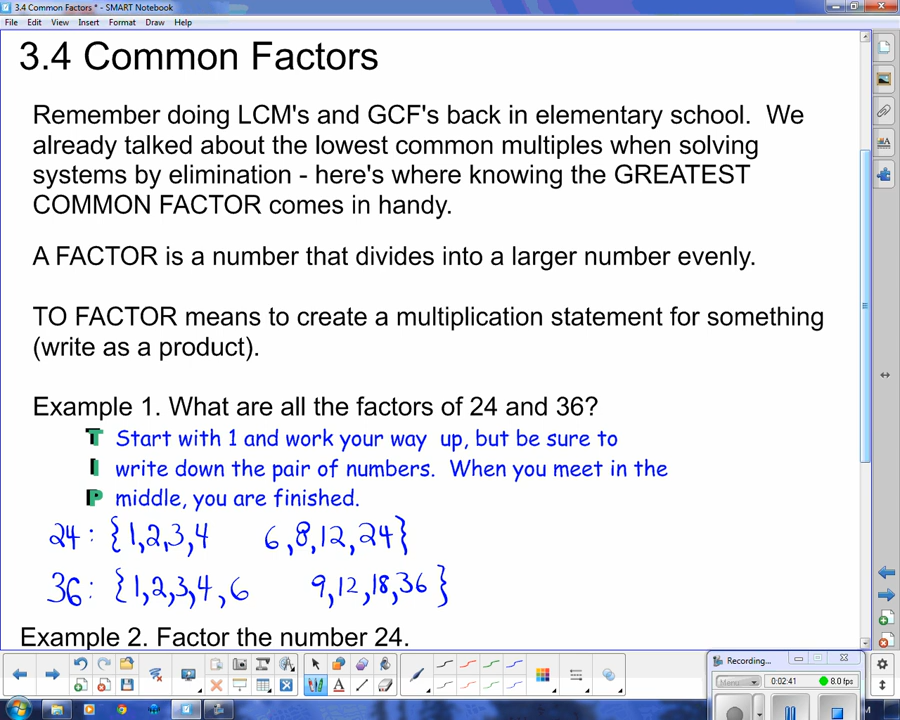 3.4 Common Factors * - SMART Notebook
File Edit View Insert Format Draw Help
3.4 Common Factors
Remember doing LCM's and GCF's back in elementary school. We
already talked about the lowest common multiples when solving
systems by elimination - here's where knowing the GREATEST
COMMON FACTOR comes in handy.
A FACTOR is a number that divides into a larger number evenly.
TO FACTOR means to create a multiplication statement for something
(write as a product).
Example 1. What are all the factors of 24 and 36?
TIP
Start with 1 and work your way up, but be sure to
write down the pair of numbers. When you meet in the
middle, you are finished.
24: {1,2,3,4 6,8,12,24}
36: {1,2,3,4,6 9,12,18,36}
Example 2. Factor the number 24.
Recording...
Menu 0:02:41 8.0 fps